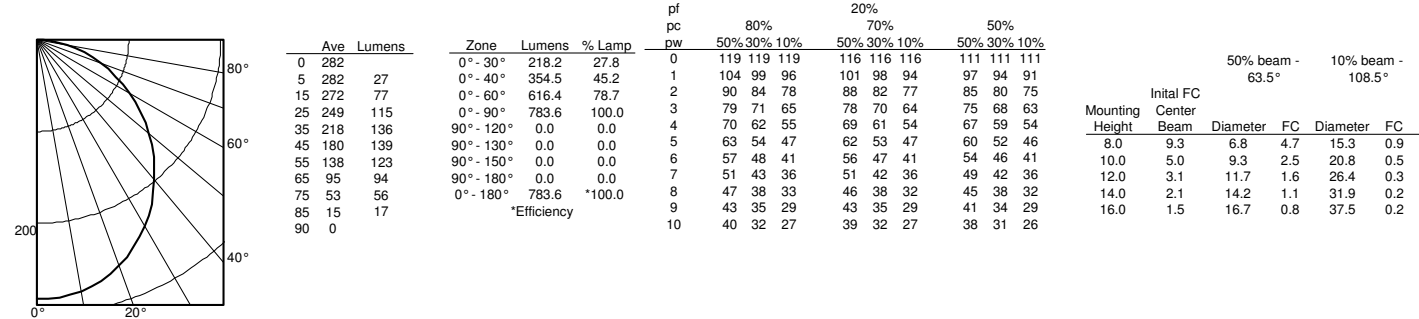 80°
60°
200
40°
0° 20°
Ave Lumens
0 282
5 282 27
15 272 77
25 249 115
35 218 136
45 180 139
55 138 123
65 95 94
75 53 56
85 15 17
90 0
Zone Lumens % Lamp
0°- 30° 218.2 27.8
0°- 40° 354.5 45.2
0°- 60° 616.4 78.7
0°- 90° 783.6 100.0
90°- 120° 0.0 0.0
90°- 130° 0.0 0.0
90°- 150° 0.0 0.0
90°- 180° 0.0 0.0
0°- 180° 783.6 *100.0
*Efficiency
pf 20%
pc 80% 70% 50%
pw 50% 30% 10% 50% 30% 10% 50% 30% 10%
0 119 119 119 116 116 116 111 111 111
1 104 99 96 101 98 94 97 94 91
2 90 84 78 88 82 77 85 80 75
3 79 71 65 78 70 64 75 68 63
4 70 62 55 69 61 54 67 59 54
5 63 54 47 62 53 47 60 52 46
6 57 48 41 56 47 41 54 46 41
7 51 43 36 51 42 36 49 42 36
8 47 38 33 46 38 32 45 38 32
9 43 35 29 43 35 29 41 34 29
10 40 32 27 39 32 27 38 31 26
50% beam - 10% beam -
63.5° 108.5°
Inital FC
Mounting Center
Height Beam Diameter FC Diameter FC
8.0 9.3 6.8 4.7 15.3 0.9
10.0 5.0 9.3 2.5 20.8 0.5
12.0 3.1 11.7 1.6 26.4 0.3
14.0 2.1 14.2 1.1 31.9 0.2
16.0 1.5 16.7 0.8 37.5 0.2